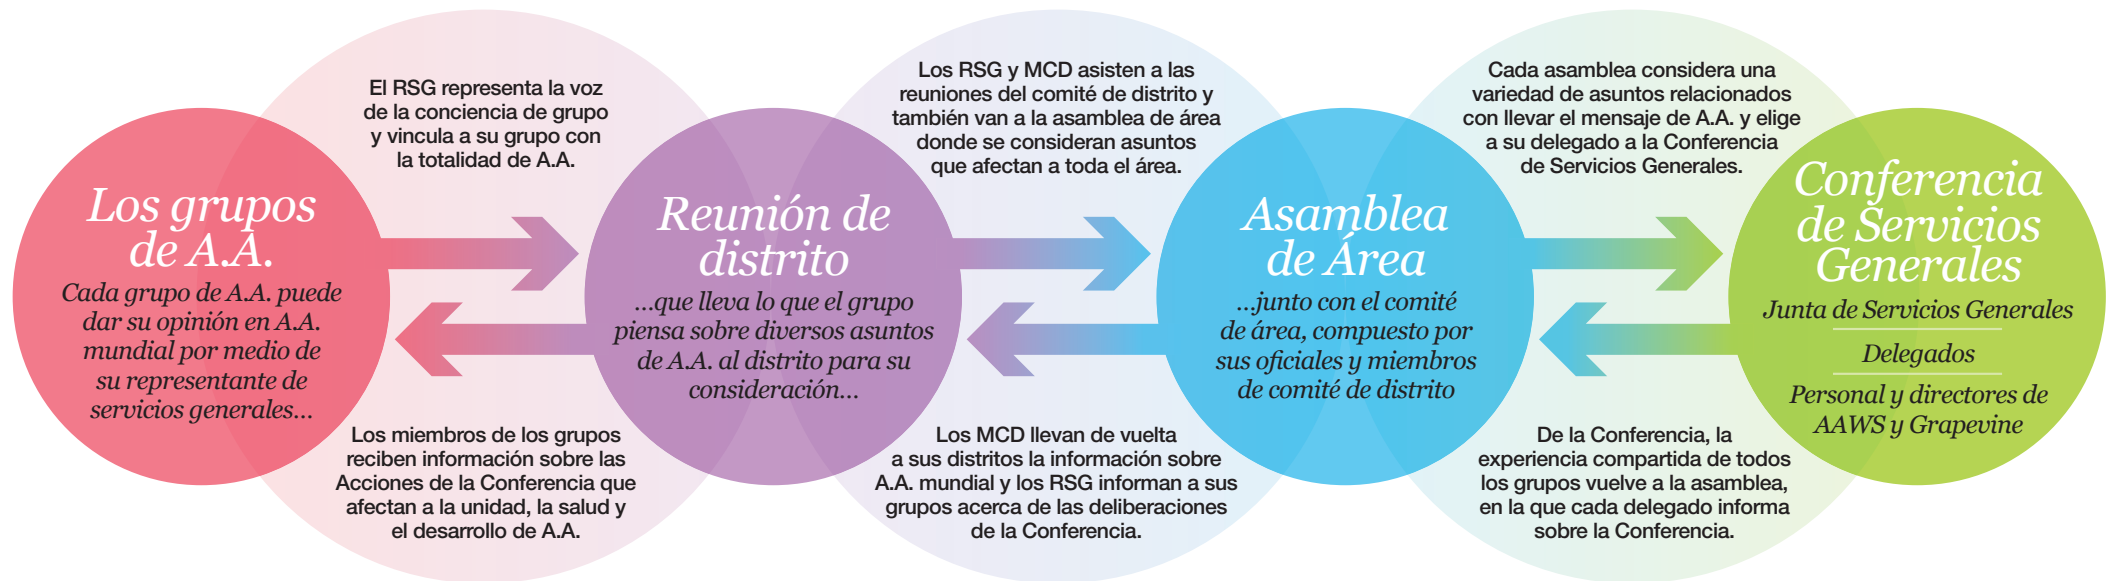 Los grupos
de A.A.
Cada grupo de A.A. puede
dar su opinión en A.A.
mundial por medio de
su representante de
servicios generales...
El RSG representa la voz
de la conciencia de grupo
y vincula a su grupo con
la totalidad de A.A.
Los miembros de los grupos
reciben información sobre las
Acciones de la Conferencia que
afectan a la unidad, la salud y
el desarrollo de A.A.
Reunión de
distrito
...que lleva lo que el grupo
piensa sobre diversos asuntos
de A.A. al distrito para su
consideración...
Los RSG y MCD asisten a las
reuniones del comité de distrito y
también van a la asamblea de área
donde se consideran asuntos
que afectan a toda el área.
Los MCD llevan de vuelta
a sus distritos la información sobre
A.A. mundial y los RSG informan a sus
grupos acerca de las deliberaciones
de la Conferencia.
Asamblea
de Área
...junto con el comité
de área, compuesto por
sus oficiales y miembros
de comité de distrito
Cada asamblea considera una
variedad de asuntos relacionados
con llevar el mensaje de A.A. y elige
a su delegado a la Conferencia
de Servicios Generales.
De la Conferencia, la
experiencia compartida de todos
los grupos vuelve a la asamblea,
en la que cada delegado informa
sobre la Conferencia.
Conferencia
de Servicios
Generales
Junta de Servicios Generales
Delegados
Personal y directores de
AAWS y Grapevine